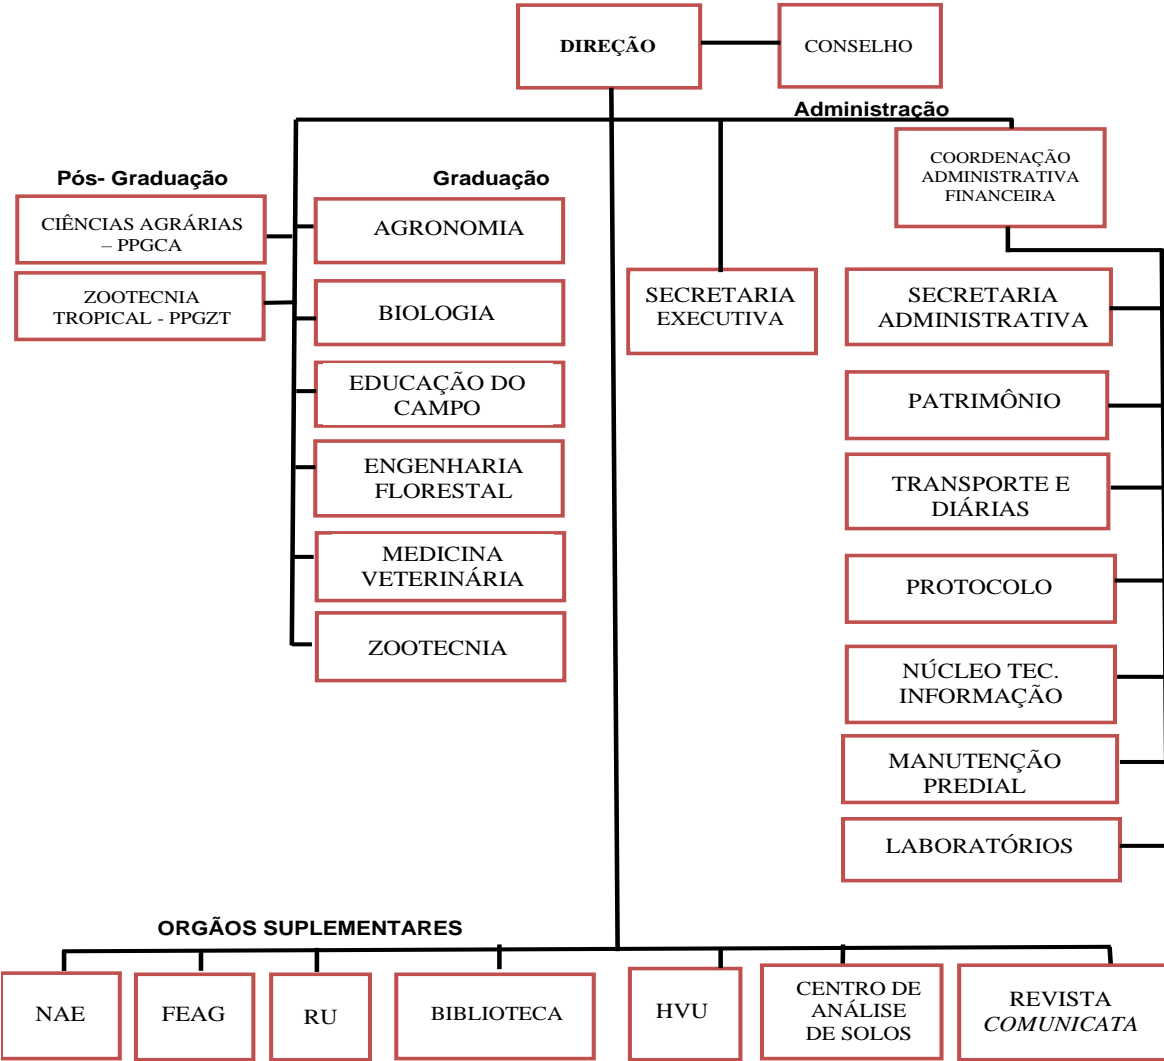 DIREÇÃO
CONSELHO
Administração
COORDENAÇÃO
ADMINISTRATIVA
FINANCEIRA
Pós- Graduação
CIÊNCIAS AGRÁRIAS
– PPGCA
ZOOTECNIA
TROPICAL - PPGZT
Graduação
AGRONOMIA
BIOLOGIA
EDUCAÇÃO DO
CAMPO
ENGENHARIA
FLORESTAL
MEDICINA
VETERINÁRIA
ZOOTECNIA
SECRETARIA
EXECUTIVA
SECRETARIA
ADMINISTRATIVA
PATRIMÔNIO
TRANSPORTE E
DIÁRIAS
PROTOCOLO
NÚCLEO TEC.
INFORMAÇÃO
MANUTENÇÃO
PREDIAL
LABORATÓRIOS
ORGÃOS SUPLEMENTARES
NAE
FEAG
RU
BIBLIOTECA
HVU
CENTRO DE
ANÁLISE
DE SOLOS
REVISTA
COMUNICATA